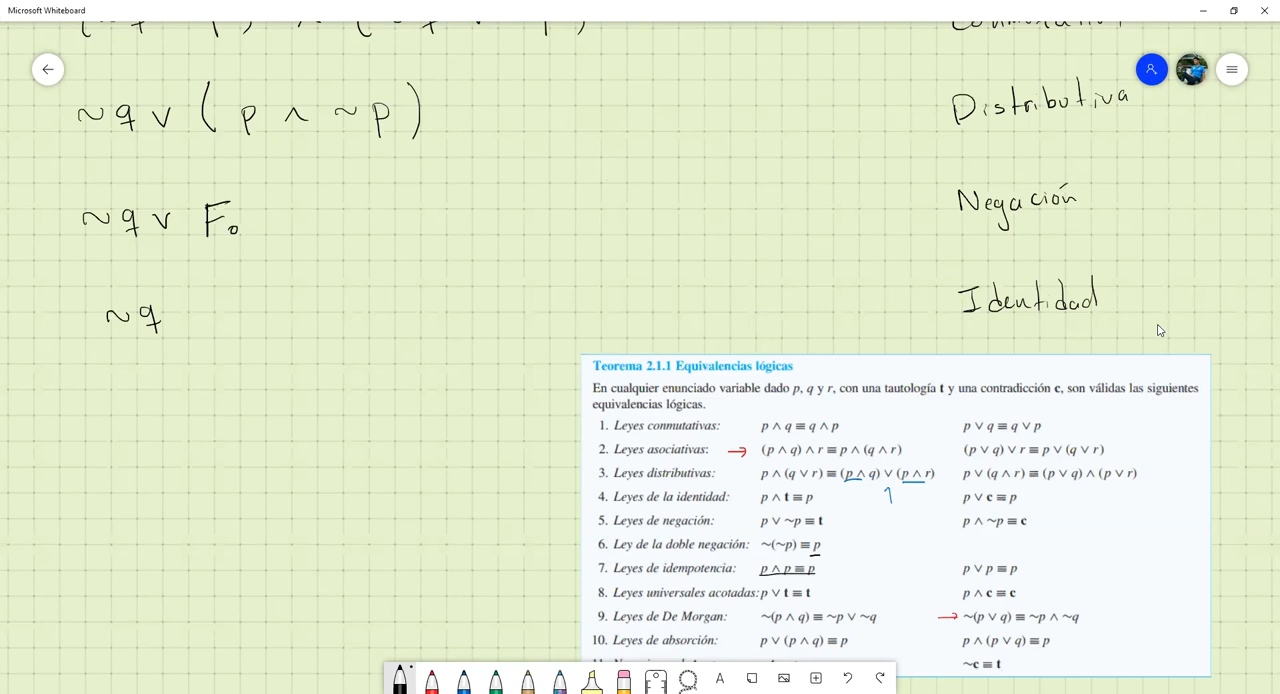 Microsoft Whiteboard
~q v ( p ∧ ~p )
Distributiva
~q v F₀
Negación
~q
Identidad
Teorema 2.1.1 Equivalencias lógicas
En cualquier enunciado variable dado p, q y r, con una tautología t y una contradicción c, son válidas las siguientes
equivalencias lógicas.
1. Leyes conmutativas: p ∧ q ≡ q ∧ p p ∨ q ≡ q ∨ p
2. Leyes asociativas: → (p ∧ q) ∧ r ≡ p ∧ (q ∧ r) (p ∨ q) ∨ r ≡ p ∨ (q ∨ r)
3. Leyes distributivas: p ∧ (q ∨ r) ≡ (p ∧ q) ∨ (p ∧ r) p ∨ (q ∧ r) ≡ (p ∨ q) ∧ (p ∨ r)
4. Leyes de la identidad: p ∧ t ≡ p p ∨ c ≡ p
5. Leyes de negación: p ∨ ~p ≡ t p ∧ ~p ≡ c
6. Ley de la doble negación: ~(~p) ≡ p
7. Leyes de idempotencia: p ∧ p ≡ p p ∨ p ≡ p
8. Leyes universales acotadas: p ∨ t ≡ t p ∧ c ≡ c
9. Leyes de De Morgan: ~(p ∧ q) ≡ ~p ∨ ~q → ~(p ∨ q) ≡ ~p ∧ ~q
10. Leyes de absorción: p ∨ (p ∧ q) ≡ p p ∧ (p ∨ q) ≡ p
~c ≡ t